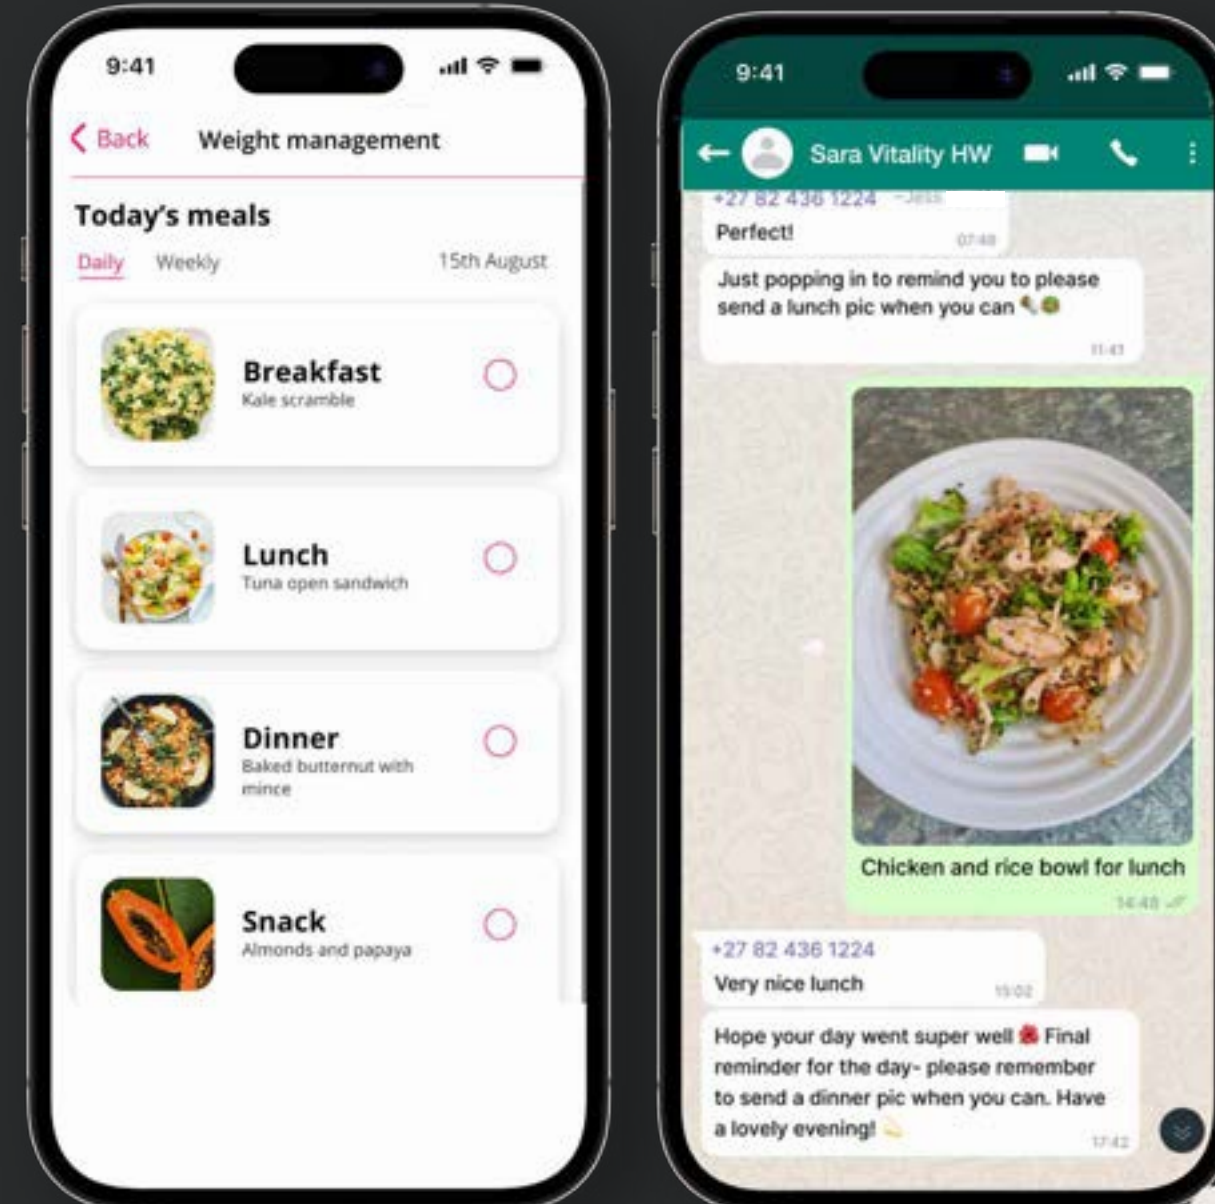 9:41
Back Weight management
Today's meals
Daily Weekly 15th August
Breakfast
Kale scramble
Lunch
Tuna open sandwich
Dinner
Baked butternut with
mince
Snack
Almonds and papaya
9:41
Sara Vitality HW
+27 82 436 1224 ~Jess
Perfect!
07:48
Just popping in to remind you to please
send a lunch pic when you can
11:41
Chicken and rice bowl for lunch
14:48
+27 82 436 1224
Very nice lunch
15:02
Hope your day went super well Final
reminder for the day- please remember
to send a dinner pic when you can. Have
a lovely evening!
17:42